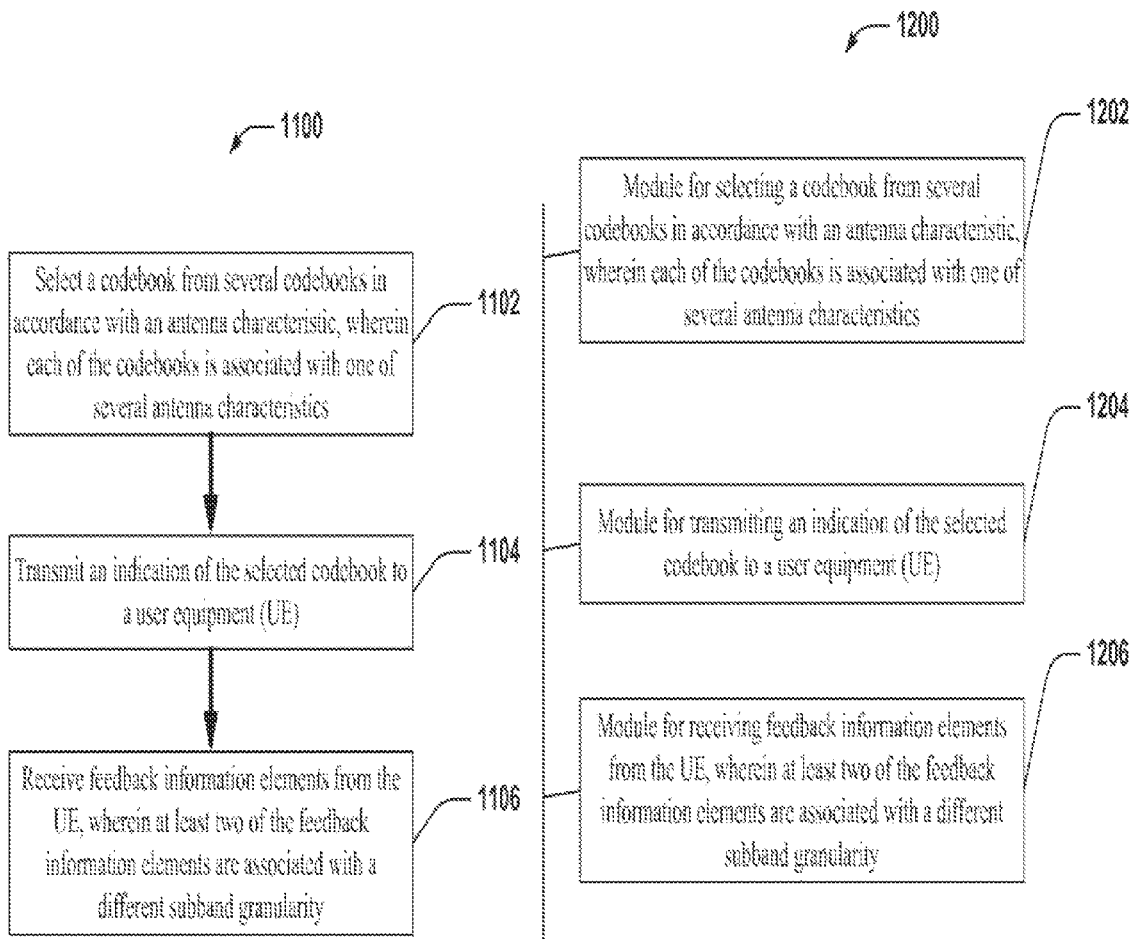 1100
Select a codebook from several codebooks in
accordance with an antenna characteristic, wherein
each of the codebooks is associated with one of
several antenna characteristics
1102
Transmit an indication of the selected codebook to
a user equipment (UE)
1104
Receive feedback information elements from the
UE, wherein at least two of the feedback
information elements are associated with a
different subband granularity
1106
1200
Module for selecting a codebook from several
codebooks in accordance with an antenna characteristic,
wherein each of the codebooks is associated with one of
several antenna characteristics
1202
Module for transmitting an indication of the selected
codebook to a user equipment (UE)
1204
Module for receiving feedback information elements
from the UE, wherein at least two of the feedback
information elements are associated with a different
subband granularity
1206